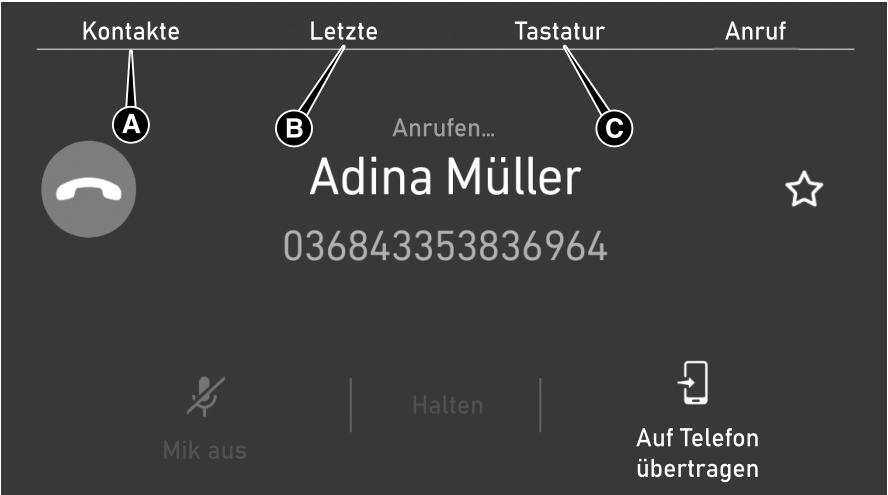 Kontakte Letzte Tastatur Anruf
A B C
Anrufen...
Adina Müller
036843353836964
Halten
Mik aus
Auf Telefon
übertragen